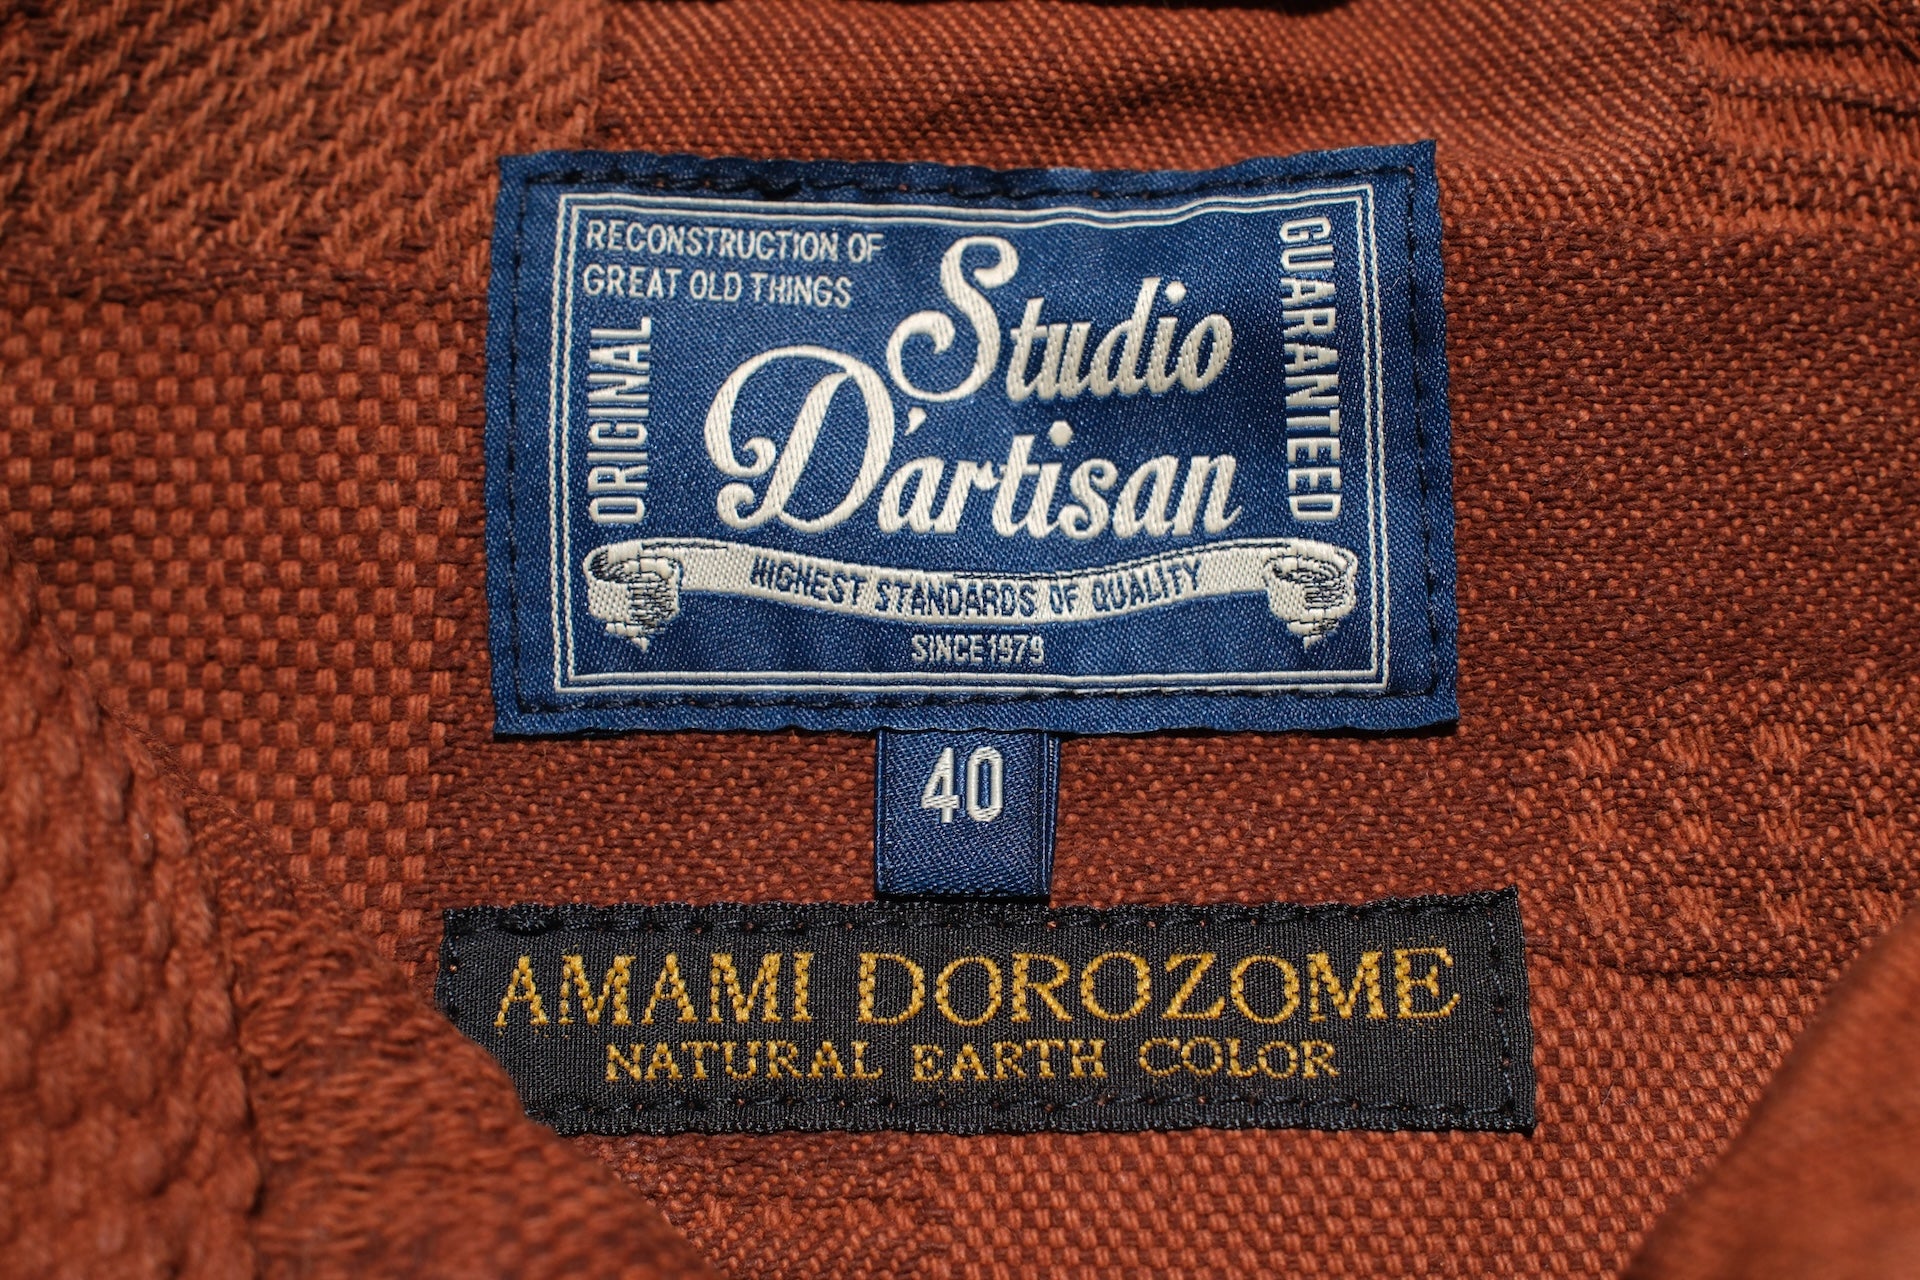 RECONSTRUCTION OF
GREAT OLD THINGS
ORIGINAL
Studio
D'artisan
GUARANTEED
HIGHEST STANDARDS OF QUALITY
SINCE 1979
40
AMAMI DOROZOME
NATURAL EARTH COLOR